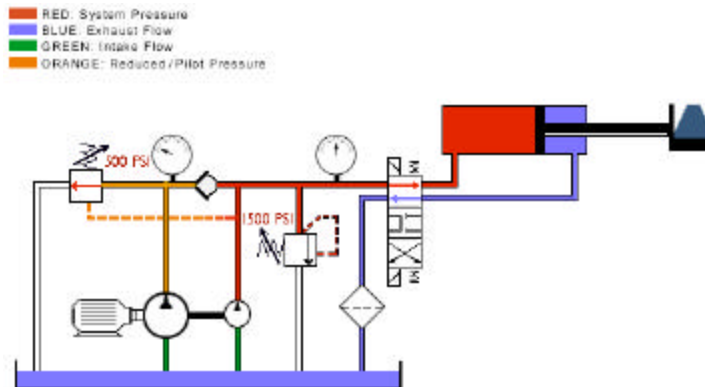 RED: System Pressure
BLUE: Exhaust Flow
GREEN: Intake Flow
ORANGE: Reduced/Pilot Pressure
500 PSI
1500 PSI